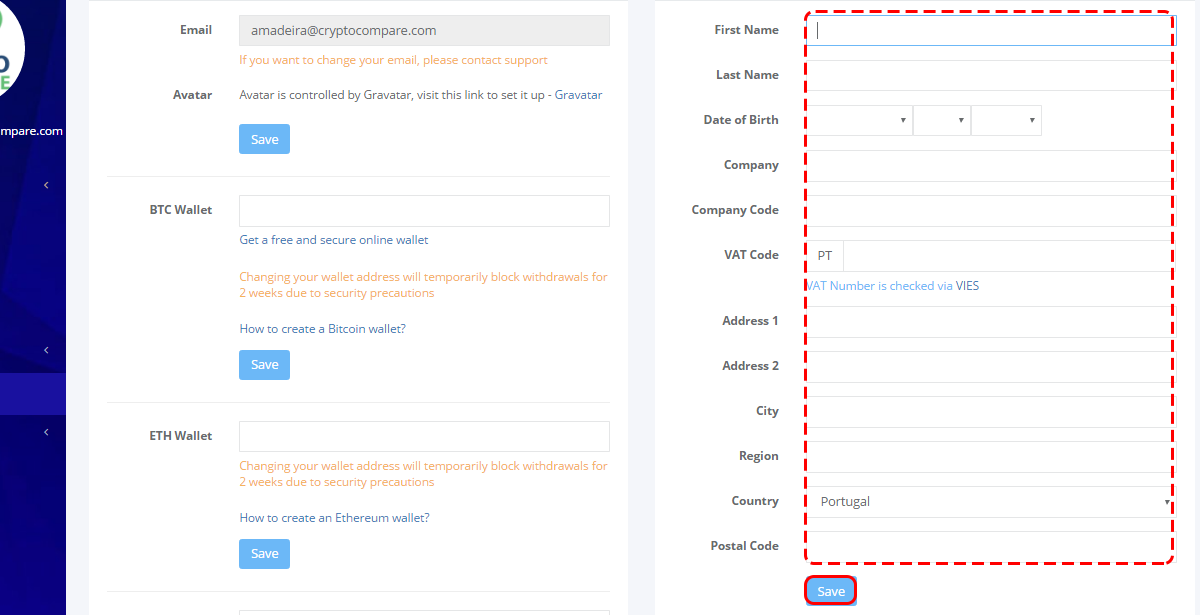 O
E
mpare.com
Email
amadeira@cryptocompare.com
If you want to change your email, please contact support
Avatar
Avatar is controlled by Gravatar, visit this link to set it up - Gravatar
Save
BTC Wallet
Get a free and secure online wallet
Changing your wallet address will temporarily block withdrawals for
2 weeks due to security precautions
How to create a Bitcoin wallet?
Save
ETH Wallet
Changing your wallet address will temporarily block withdrawals for
2 weeks due to security precautions
How to create an Ethereum wallet?
Save
First Name
Last Name
Date of Birth
Company
Company Code
VAT Code
PT
VAT Number is checked via VIES
Address 1
Address 2
City
Region
Country
Portugal
Postal Code
Save